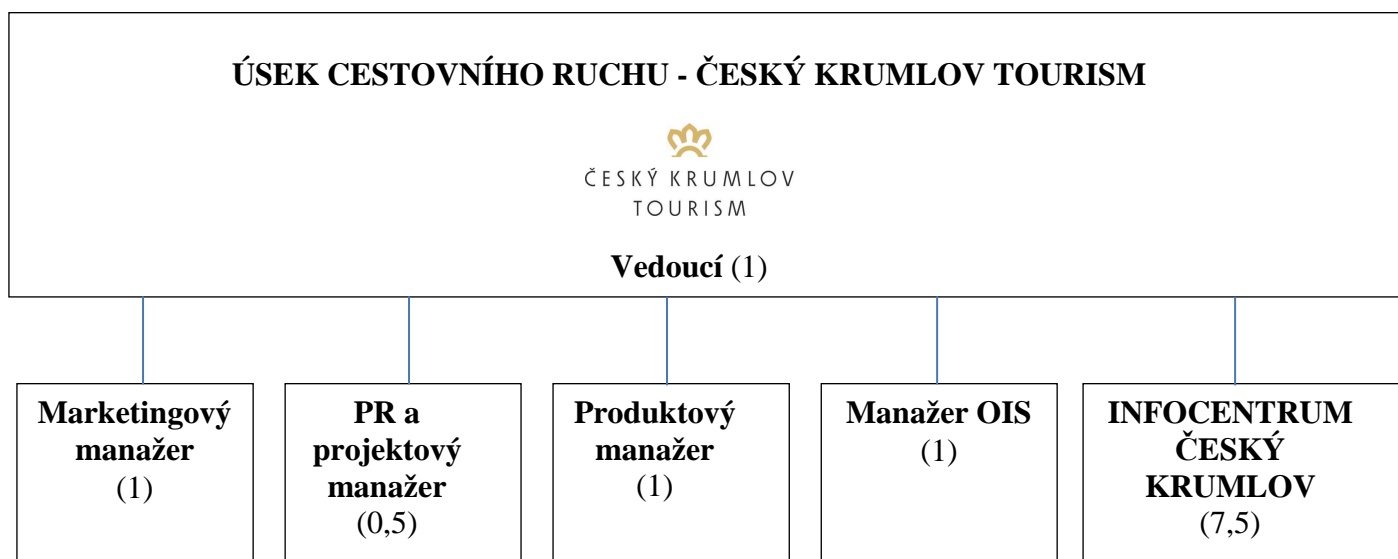 ÚSEK CESTOVNÍHO RUCHU - ČESKÝ KRUMLOV TOURISM
ČESKÝ KRUMLOV
TOURISM
Vedoucí (1)
Marketingový
manažer
(1)
PR a
projektový
manažer
(0,5)
Produktový
manažer
(1)
Manažer OIS
(1)
INFOCENTRUM
ČESKÝ
KRUMLOV
(7,5)